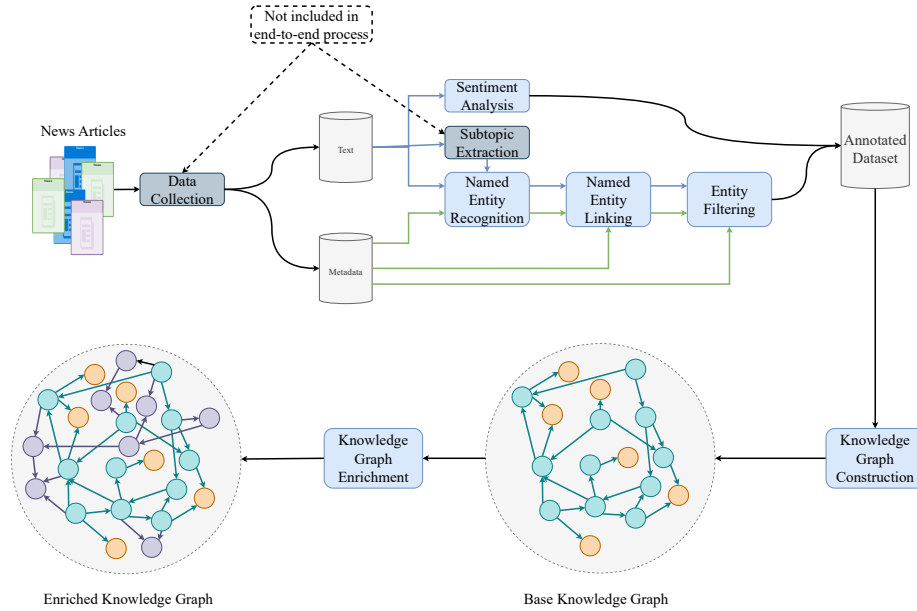 Not included in
end-to-end process
News Articles
Data
Collection
Text
Metadata
Sentiment
Analysis
Subtopic
Extraction
Named
Entity
Recognition
Named
Entity
Linking
Entity
Filtering
Annotated
Dataset
Knowledge
Graph
Construction
Knowledge
Graph
Enrichment
Enriched Knowledge Graph
Base Knowledge Graph